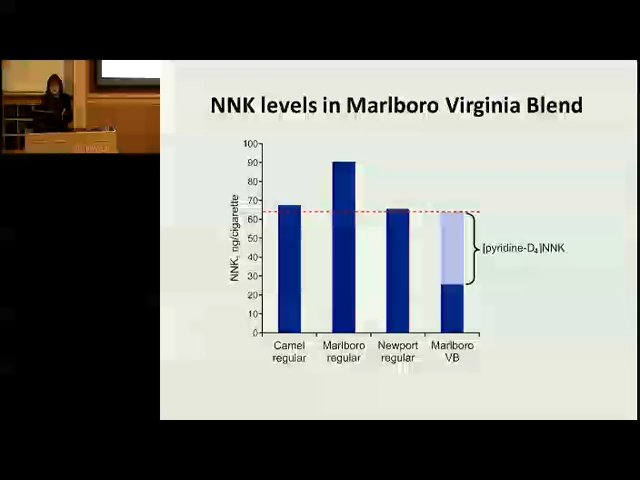 NNK levels in Marlboro Virginia Blend
NNK, ng/cigarette
100
90
80
70
60
50
40
30
20
10
0
[pyridine-D₄]NNK
Camel regular
Marlboro regular
Newport regular
Marlboro VB